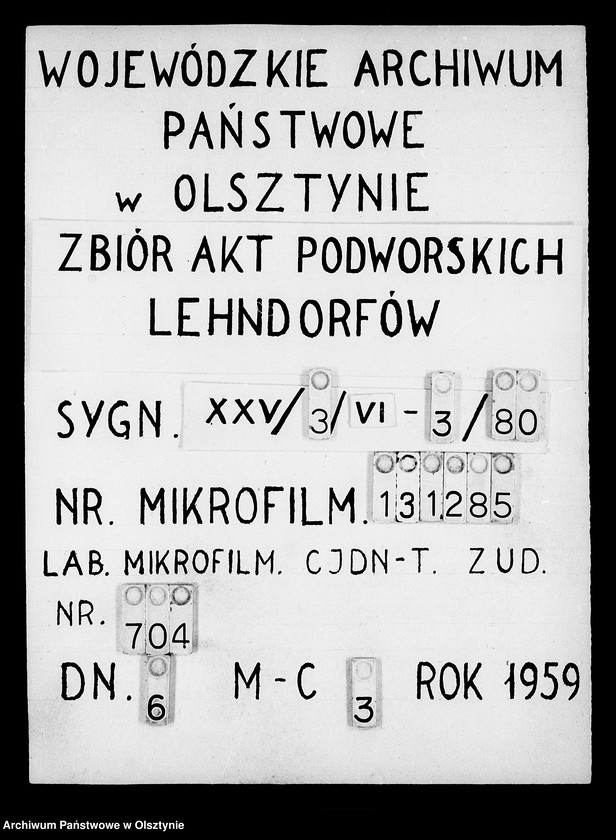 WOJEWÓDZKIE ARCHIWUM
PAŃSTWOWE
w OLSZTYNIE
ZBIÓR AKT PODWORSKICH
LEHNDORFÓW
SYGN. XXV/3/VI-3/80
NR. MIKROFILM. 131285
LAB. MIKROFILM. CJDN-T. ZUD.
NR. 704
DN. 6 M-C 3 ROK 1959
Archiwum Państwowe w Olsztynie